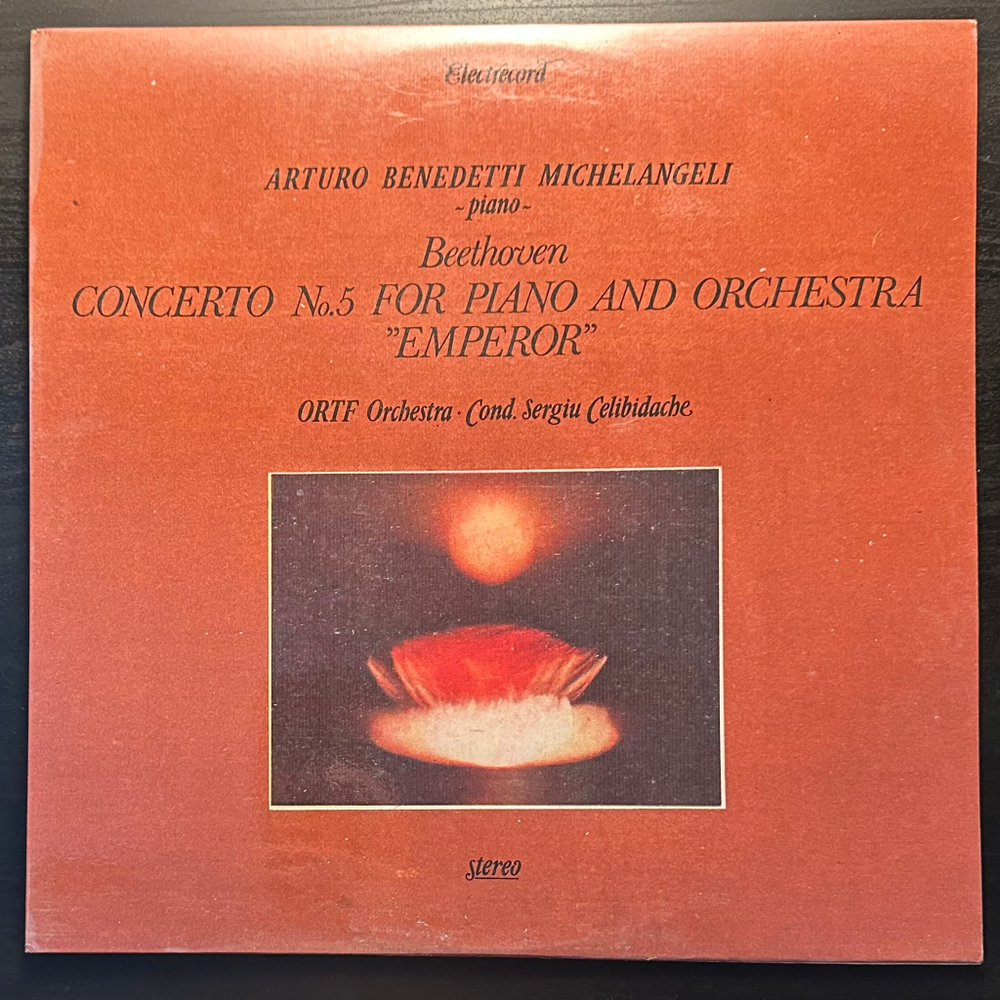 Electrecord
ARTURO BENEDETTI MICHELANGELI
~piano~
Beethoven
CONCERTO No.5 FOR PIANO AND ORCHESTRA
”EMPEROR”
ORTF Orchestra · Cond. Sergiu Celibidache
stereo